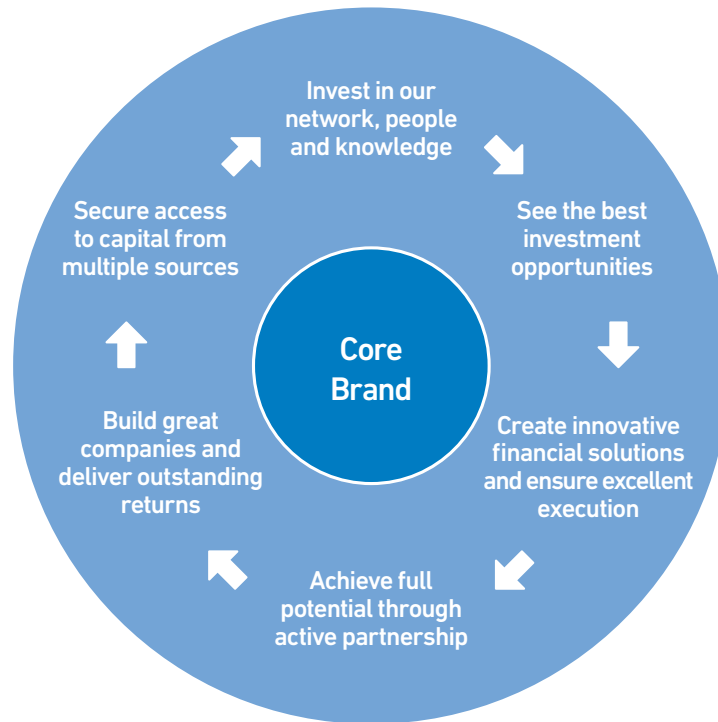 Invest in our
network, people
and knowledge
See the best
investment
opportunities
Create innovative
financial solutions
and ensure excellent
execution
Achieve full
potential through
active partnership
Build great
companies and
deliver outstanding
returns
Secure access
to capital from
multiple sources
Core
Brand